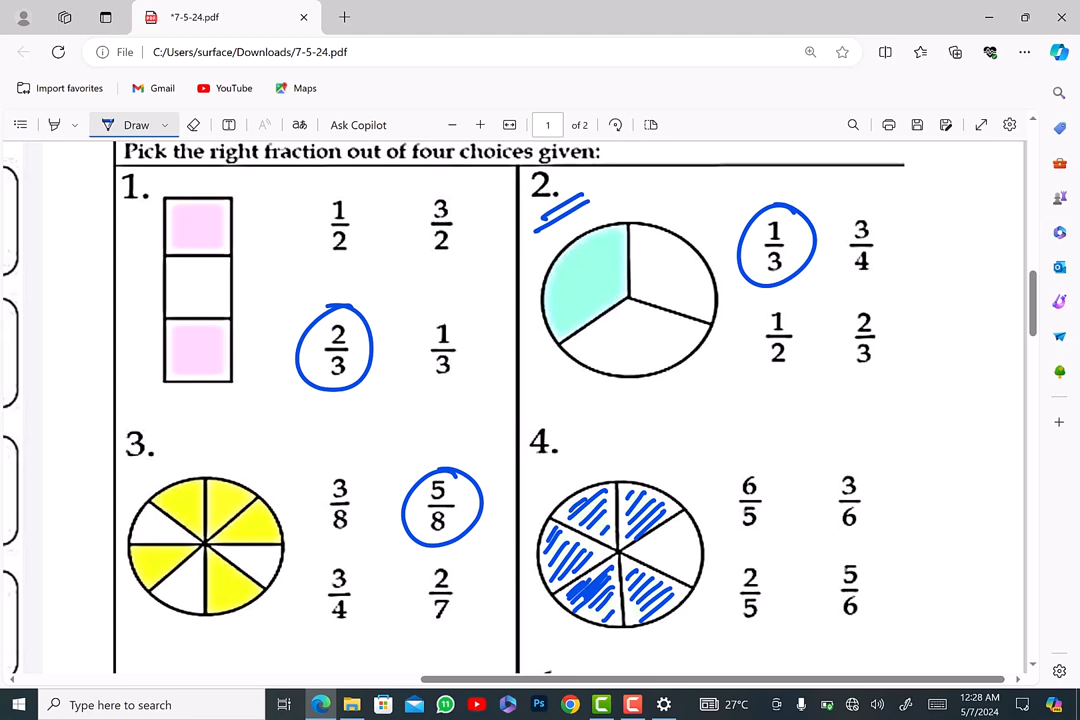 *7-5-24.pdf
File C:/Users/surface/Downloads/7-5-24.pdf
Import favorites Gmail YouTube Maps
Draw aあ Ask Copilot 1 of 2
Pick the right fraction out of four choices given:
1.
1/2 3/2
2/3 1/3
2.
1/3 3/4
1/2 2/3
3.
3/8 5/8
3/4 2/7
4.
6/5 3/6
2/5 5/6
Type here to search 11 Ps 27°C 12:28 AM
5/7/2024